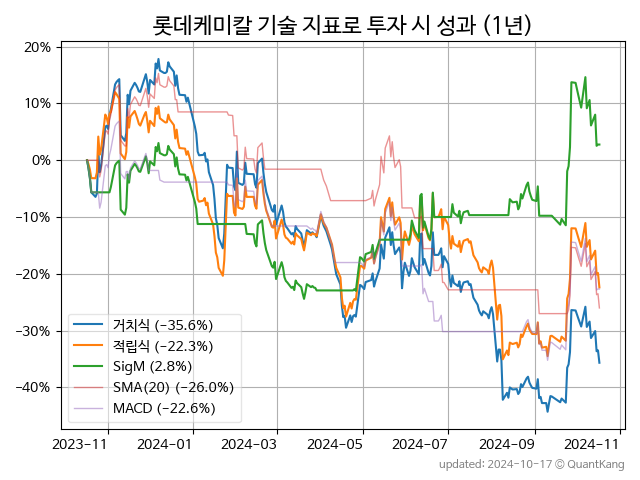 롯데케미칼 기술 지표로 투자 시 성과 (1년)
20%
10%
0%
−10%
−20%
−30%
−40%
거치식 (−35.6%)
적립식 (−22.3%)
SigM (2.8%)
SMA(20) (−26.0%)
MACD (−22.6%)
2023-11
2024-01
2024-03
2024-05
2024-07
2024-09
2024-11
updated: 2024-10-17 © QuantKang